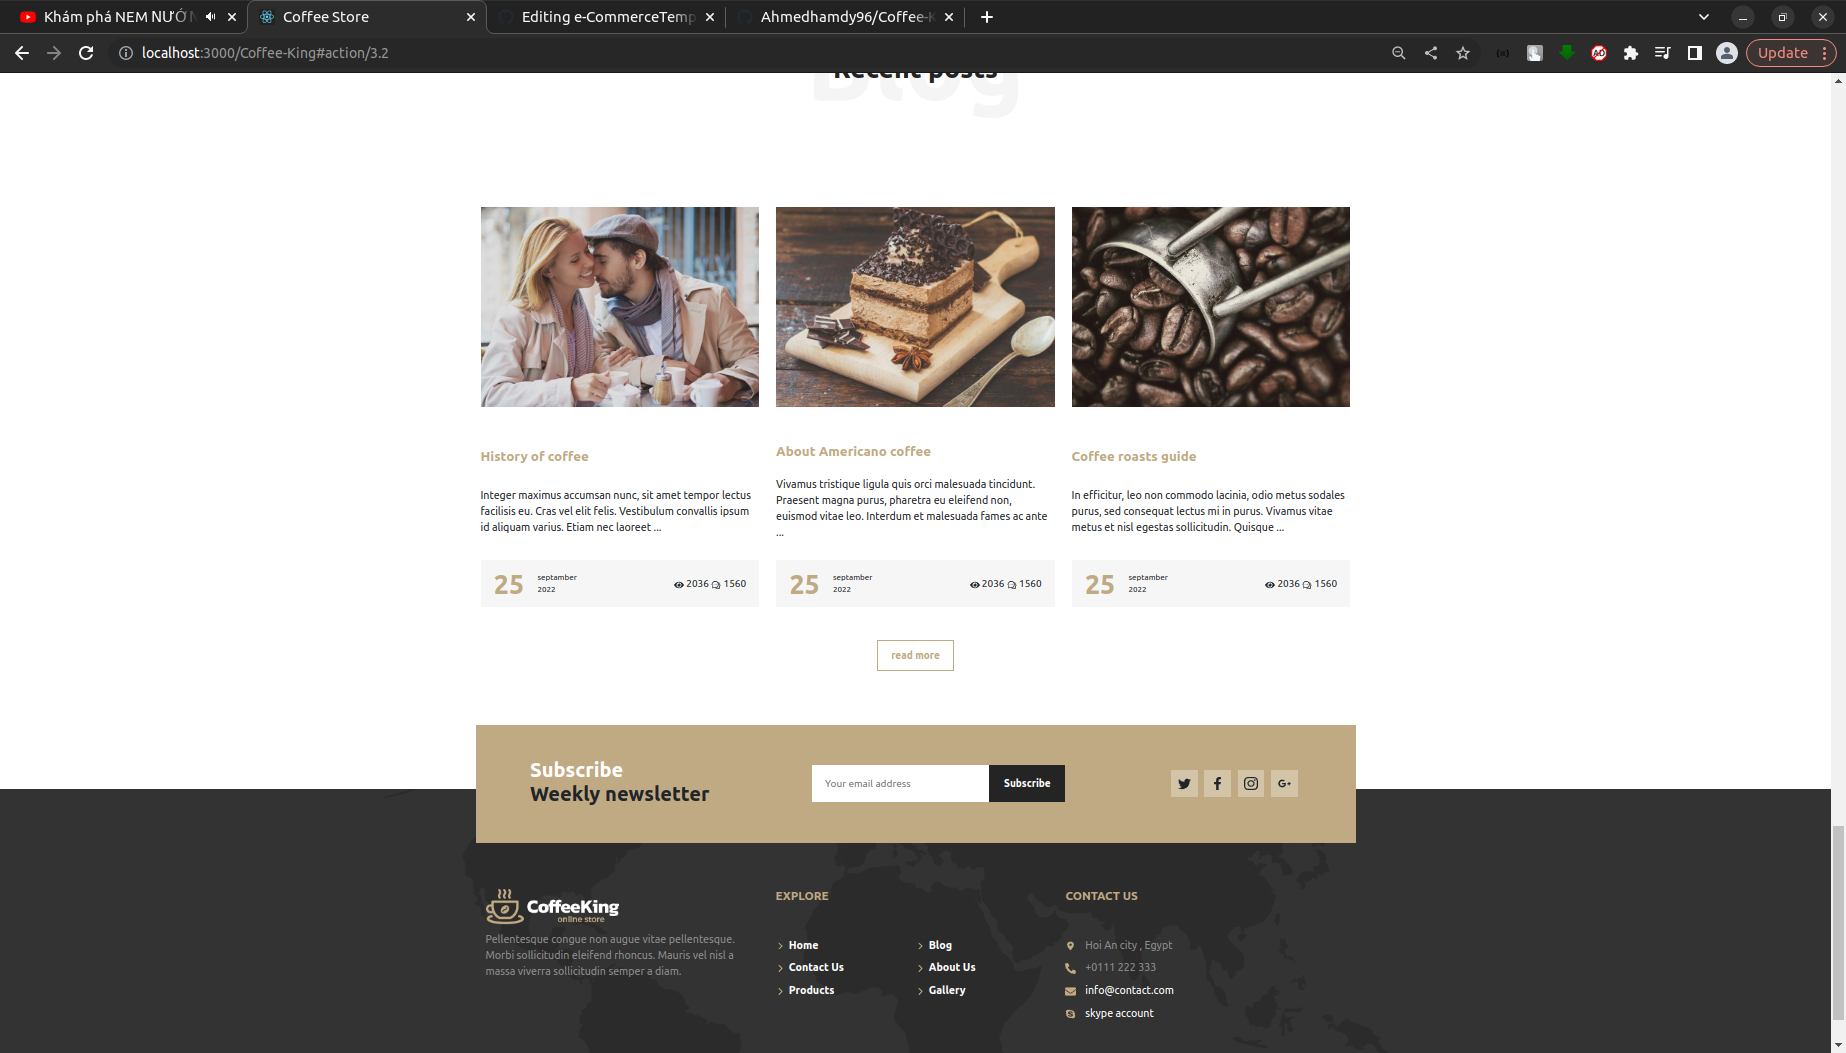 Khám phá NEM NƯỚN
Coffee Store
Editing e-CommerceTemp
Ahmedhamdy96/Coffee-K
localhost:3000/Coffee-King#action/3.2
Update
Blog
Recent posts
History of coffee
Integer maximus accumsan nunc, sit amet tempor lectus
facilisis eu. Cras vel elit felis. Vestibulum convallis ipsum
id aliquam varius. Etiam nec laoreet ...
25
septamber
2022
2036 1560
About Americano coffee
Vivamus tristique ligula quis orci malesuada tincidunt.
Praesent magna purus, pharetra eu eleifend non,
euismod vitae leo. Interdum et malesuada fames ac ante
...
25
septamber
2022
2036 1560
Coffee roasts guide
In efficitur, leo non commodo lacinia, odio metus sodales
purus, sed consequat lectus mi in purus. Vivamus vitae
metus et nisl egestas sollicitudin. Quisque ...
25
septamber
2022
2036 1560
read more
Subscribe
Weekly newsletter
Your email address
Subscribe
CoffeeKing
online store
Pellentesque congue non augue vitae pellentesque.
Morbi sollicitudin eleifend rhoncus. Mauris vel nisl a
massa viverra sollicitudin semper a diam.
EXPLORE
Home
Contact Us
Products
Blog
About Us
Gallery
CONTACT US
Hoi An city , Egypt
+0111 222 333
info@contact.com
skype account